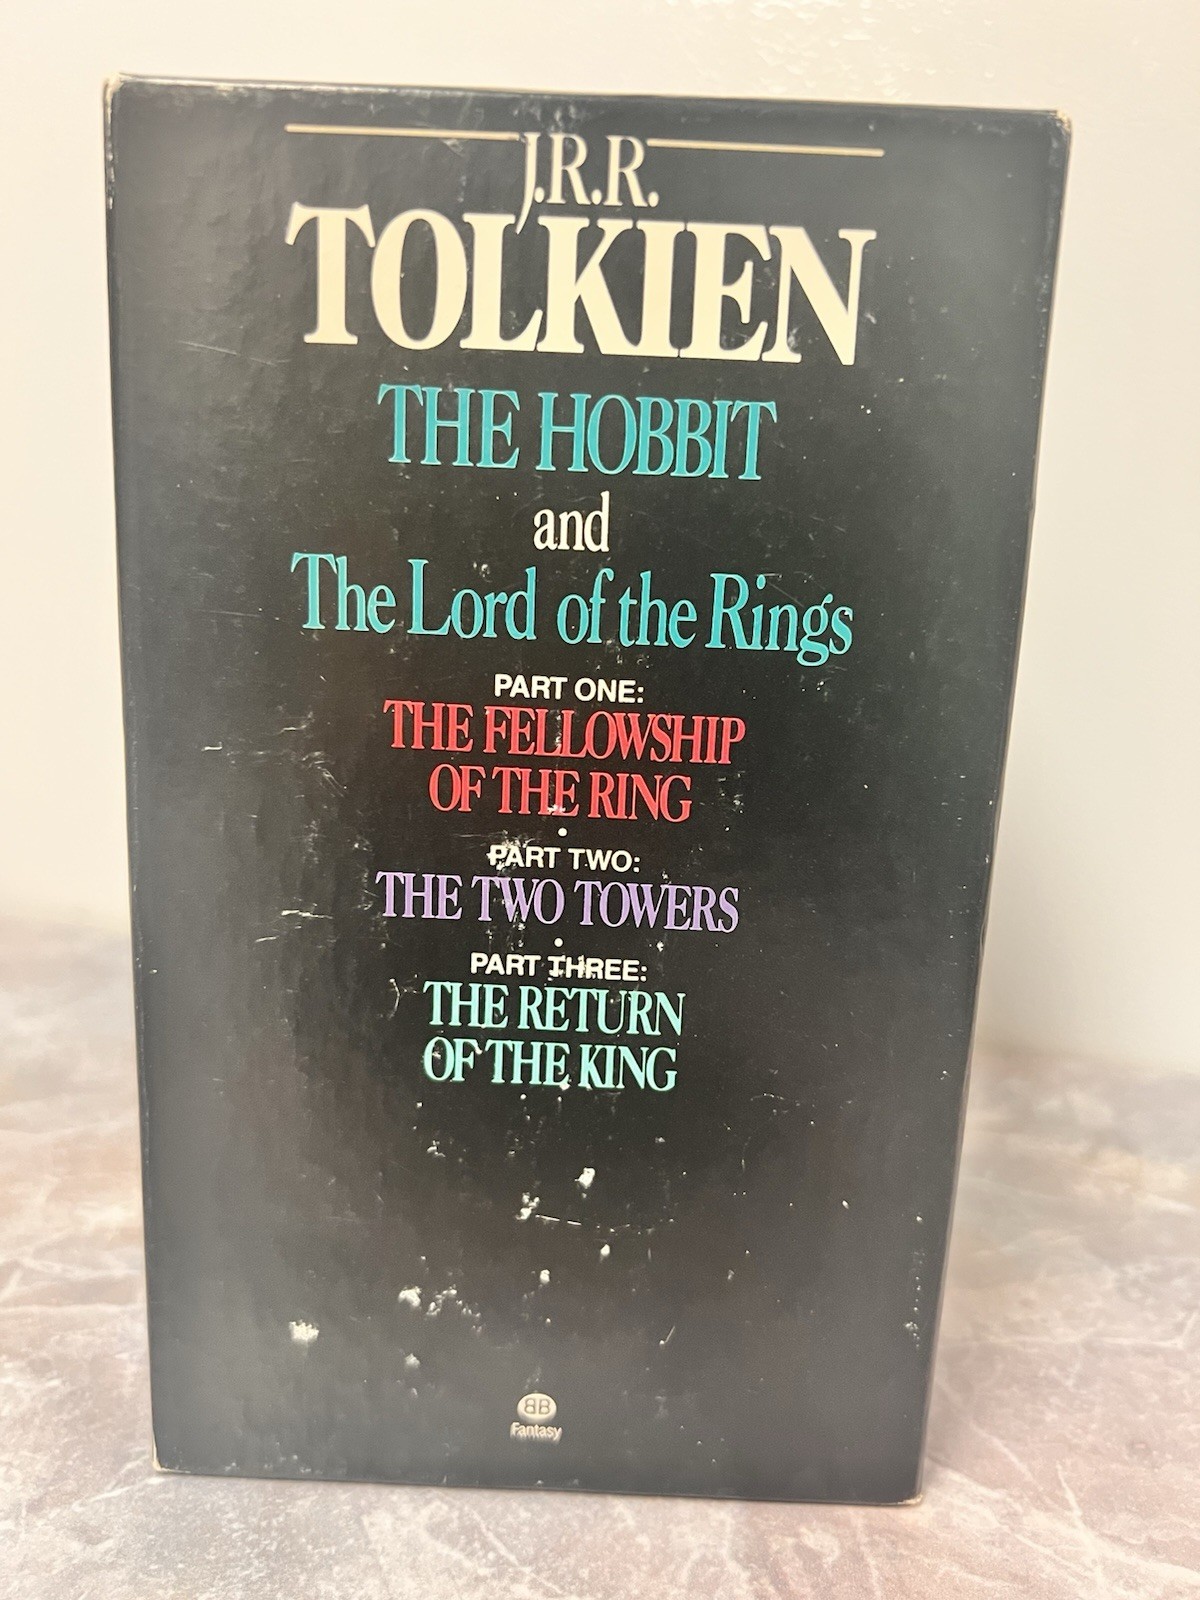 J.R.R.
TOLKIEN
THE HOBBIT
and
The Lord of the Rings
PART ONE:
THE FELLOWSHIP
OF THE RING
•
PART TWO:
THE TWO TOWERS
•
PART THREE:
THE RETURN
OF THE KING
BB
Fantasy